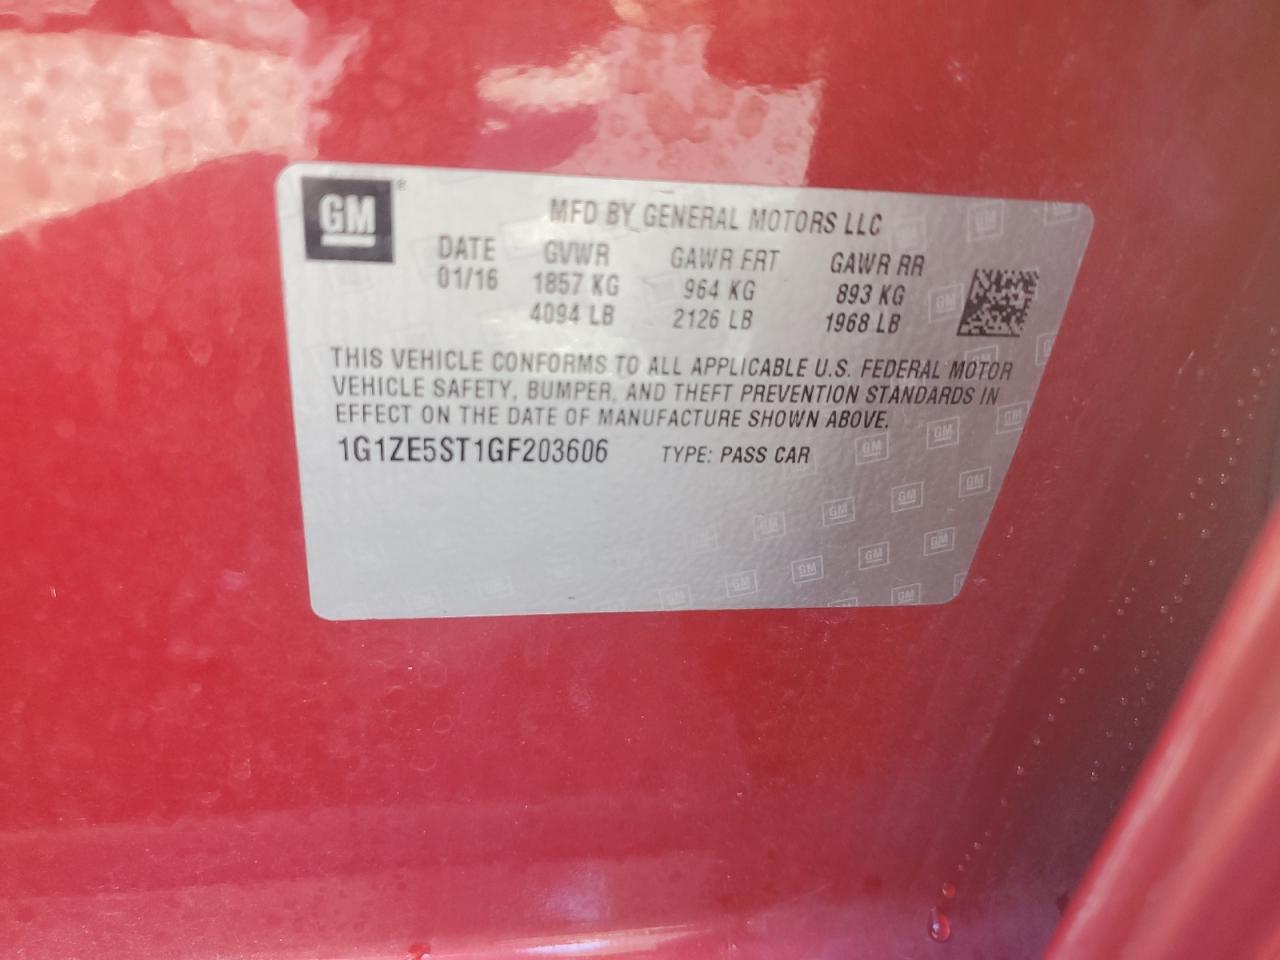 GM®
MFD BY GENERAL MOTORS LLC
DATE GVWR GAWR FRT GAWR RR
01/16 1857 KG 964 KG 893 KG
4094 LB 2126 LB 1968 LB
THIS VEHICLE CONFORMS TO ALL APPLICABLE U.S. FEDERAL MOTOR
VEHICLE SAFETY, BUMPER, AND THEFT PREVENTION STANDARDS IN
EFFECT ON THE DATE OF MANUFACTURE SHOWN ABOVE.
1G1ZE5ST1GF203606 TYPE: PASS CAR